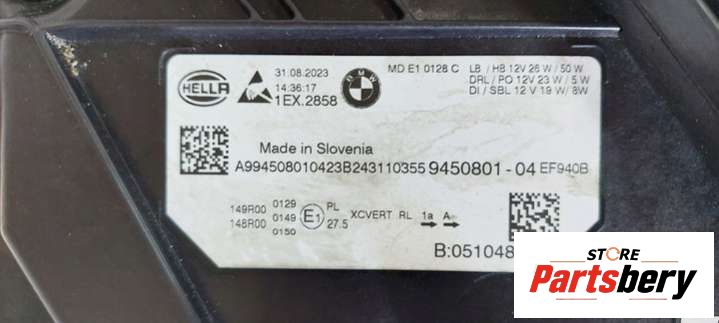 HELLA
31.08.2023
14:36:17
1EX.2858
BMW
MD E1 0128 C
LB / HB 12V 26 W / 50 W
DRL / PO 12V 23 W / 5 W
DI / SBL 12 V 19 W/ 8W
Made in Slovenia
A994508010423B243110355 9450801 - 04 EF940B
149R00 0129
148R00 0149
0150
E1
PL
27.5
XCVERT RL 1a A
B:051048
STORE
Partsbery